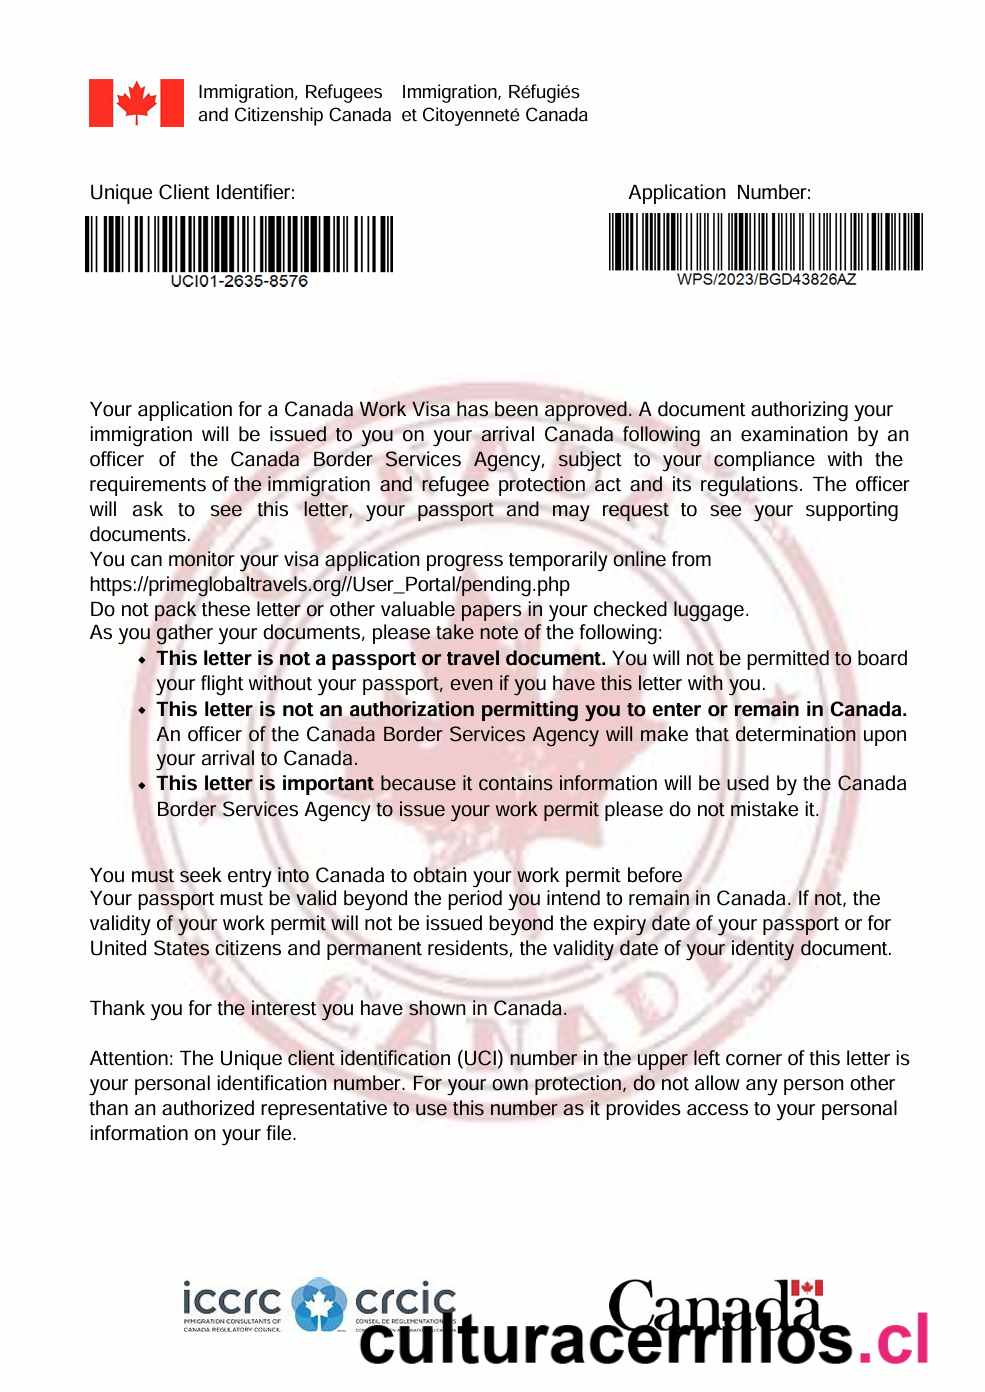 Immigration, Refugees and Citizenship Canada
Immigration, Réfugiés et Citoyenneté Canada
Unique Client Identifier:
Application Number:
UCI01-2635-8576
WPS/2023/BGD43826AZ
Your application for a Canada Work Visa has been approved. A document authorizing your
immigration will be issued to you on your arrival Canada following an examination by an
officer of the Canada Border Services Agency, subject to your compliance with the
requirements of the immigration and refugee protection act and its regulations. The officer
will ask to see this letter, your passport and may request to see your supporting
documents.
You can monitor your visa application progress temporarily online from
https://primeglobaltravels.org//User_Portal/pending.php
Do not pack these letter or other valuable papers in your checked luggage.
As you gather your documents, please take note of the following:
◆ This letter is not a passport or travel document. You will not be permitted to board
your flight without your passport, even if you have this letter with you.
◆ This letter is not an authorization permitting you to enter or remain in Canada.
An officer of the Canada Border Services Agency will make that determination upon
your arrival to Canada.
◆ This letter is important because it contains information will be used by the Canada
Border Services Agency to issue your work permit please do not mistake it.
You must seek entry into Canada to obtain your work permit before
Your passport must be valid beyond the period you intend to remain in Canada. If not, the
validity of your work permit will not be issued beyond the expiry date of your passport or for
United States citizens and permanent residents, the validity date of your identity document.
Thank you for the interest you have shown in Canada.
Attention: The Unique client identification (UCI) number in the upper left corner of this letter is
your personal identification number. For your own protection, do not allow any person other
than an authorized representative to use this number as it provides access to your personal
information on your file.
CANADA
CANADA
iccrc
IMMIGRATION CONSULTANTS OF
CANADA REGULATORY COUNCIL
crcic
CONSEIL DE RÉGLEMENTATION
Canada
culturacerrillos.cl